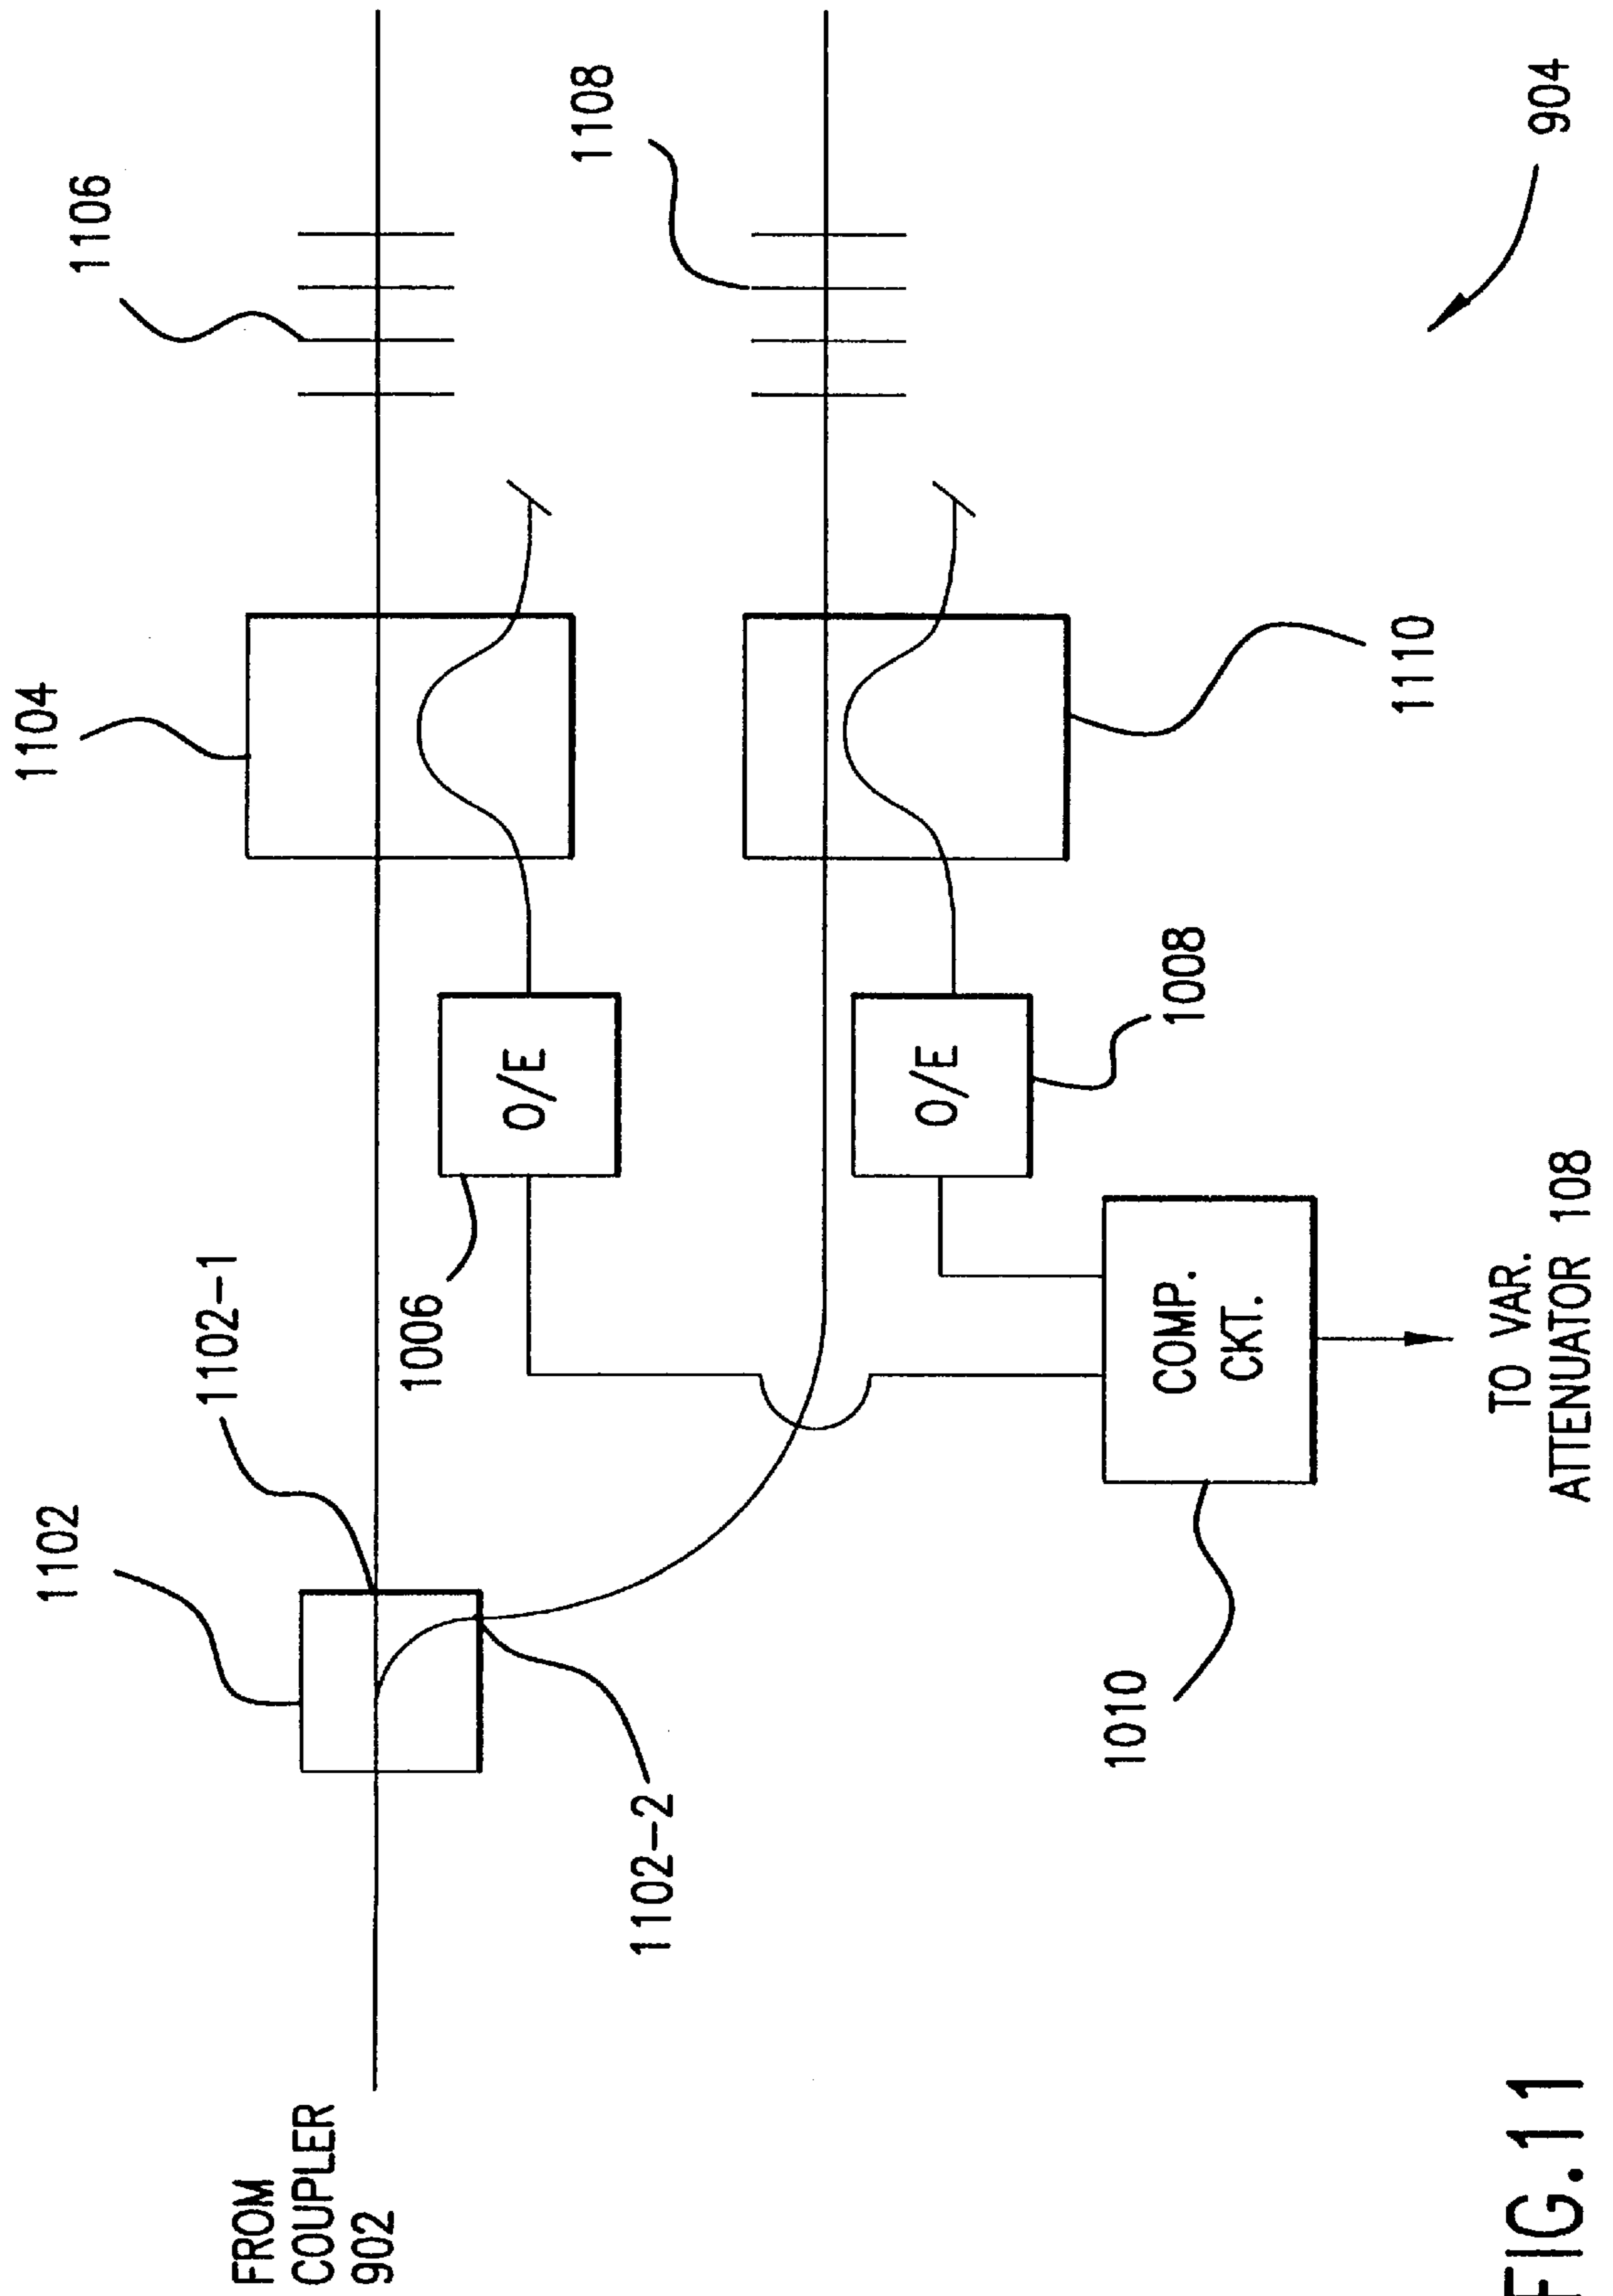 FROM
COUPLER
902
1102
1102-1
1102-2
1104
1106
1108
1006
O/E
O/E
1008
1110
1010
COMP.
CKT.
TO VAR.
ATTENUATOR 108
904
FIG.11